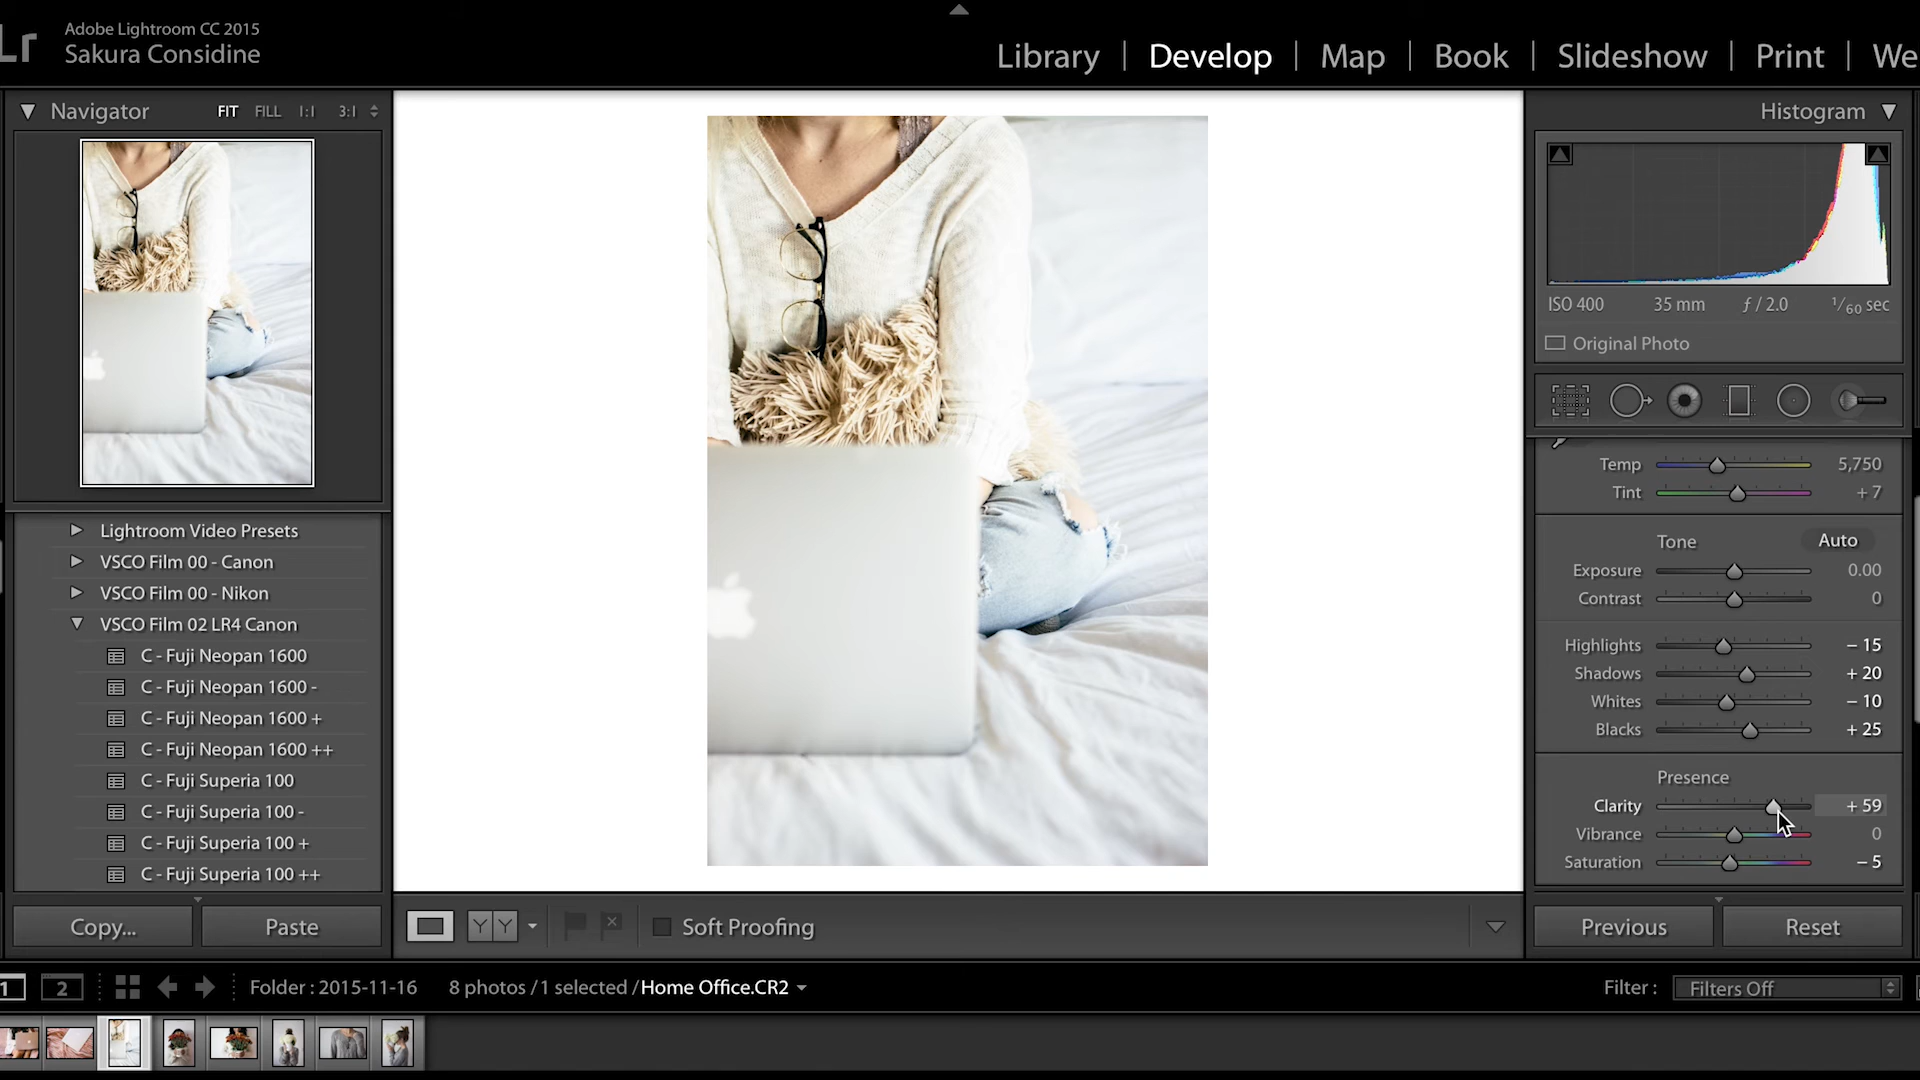 Lr
Adobe Lightroom CC 2015
Sakura Considine
Library | Develop | Map | Book | Slideshow | Print | We
Navigator FIT FILL 1:1 3:1
Histogram
ISO 400 35 mm ƒ / 2.0 1/60 sec
Original Photo
Temp 5,750
Tint + 7
Tone Auto
Exposure 0.00
Contrast 0
Highlights – 15
Shadows + 20
Whites – 10
Blacks + 25
Presence
Clarity + 59
Vibrance 0
Saturation – 5
Lightroom Video Presets
VSCO Film 00 - Canon
VSCO Film 00 - Nikon
VSCO Film 02 LR4 Canon
C - Fuji Neopan 1600
C - Fuji Neopan 1600 -
C - Fuji Neopan 1600 +
C - Fuji Neopan 1600 ++
C - Fuji Superia 100
C - Fuji Superia 100 -
C - Fuji Superia 100 +
C - Fuji Superia 100 ++
Copy... Paste
YY Soft Proofing
Previous Reset
1 2 Folder : 2015-11-16 8 photos / 1 selected / Home Office.CR2
Filter : Filters Off